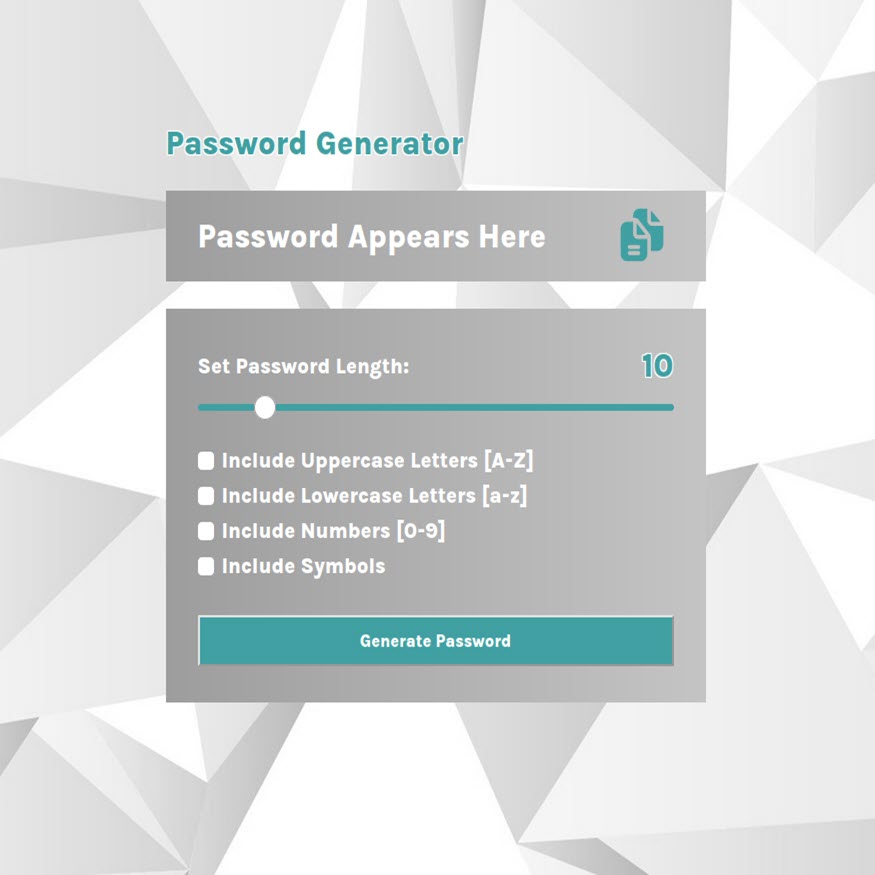 Password Generator
Password Appears Here
Set Password Length: 10
Include Uppercase Letters [A-Z]
Include Lowercase Letters [a-z]
Include Numbers [0-9]
Include Symbols
Generate Password